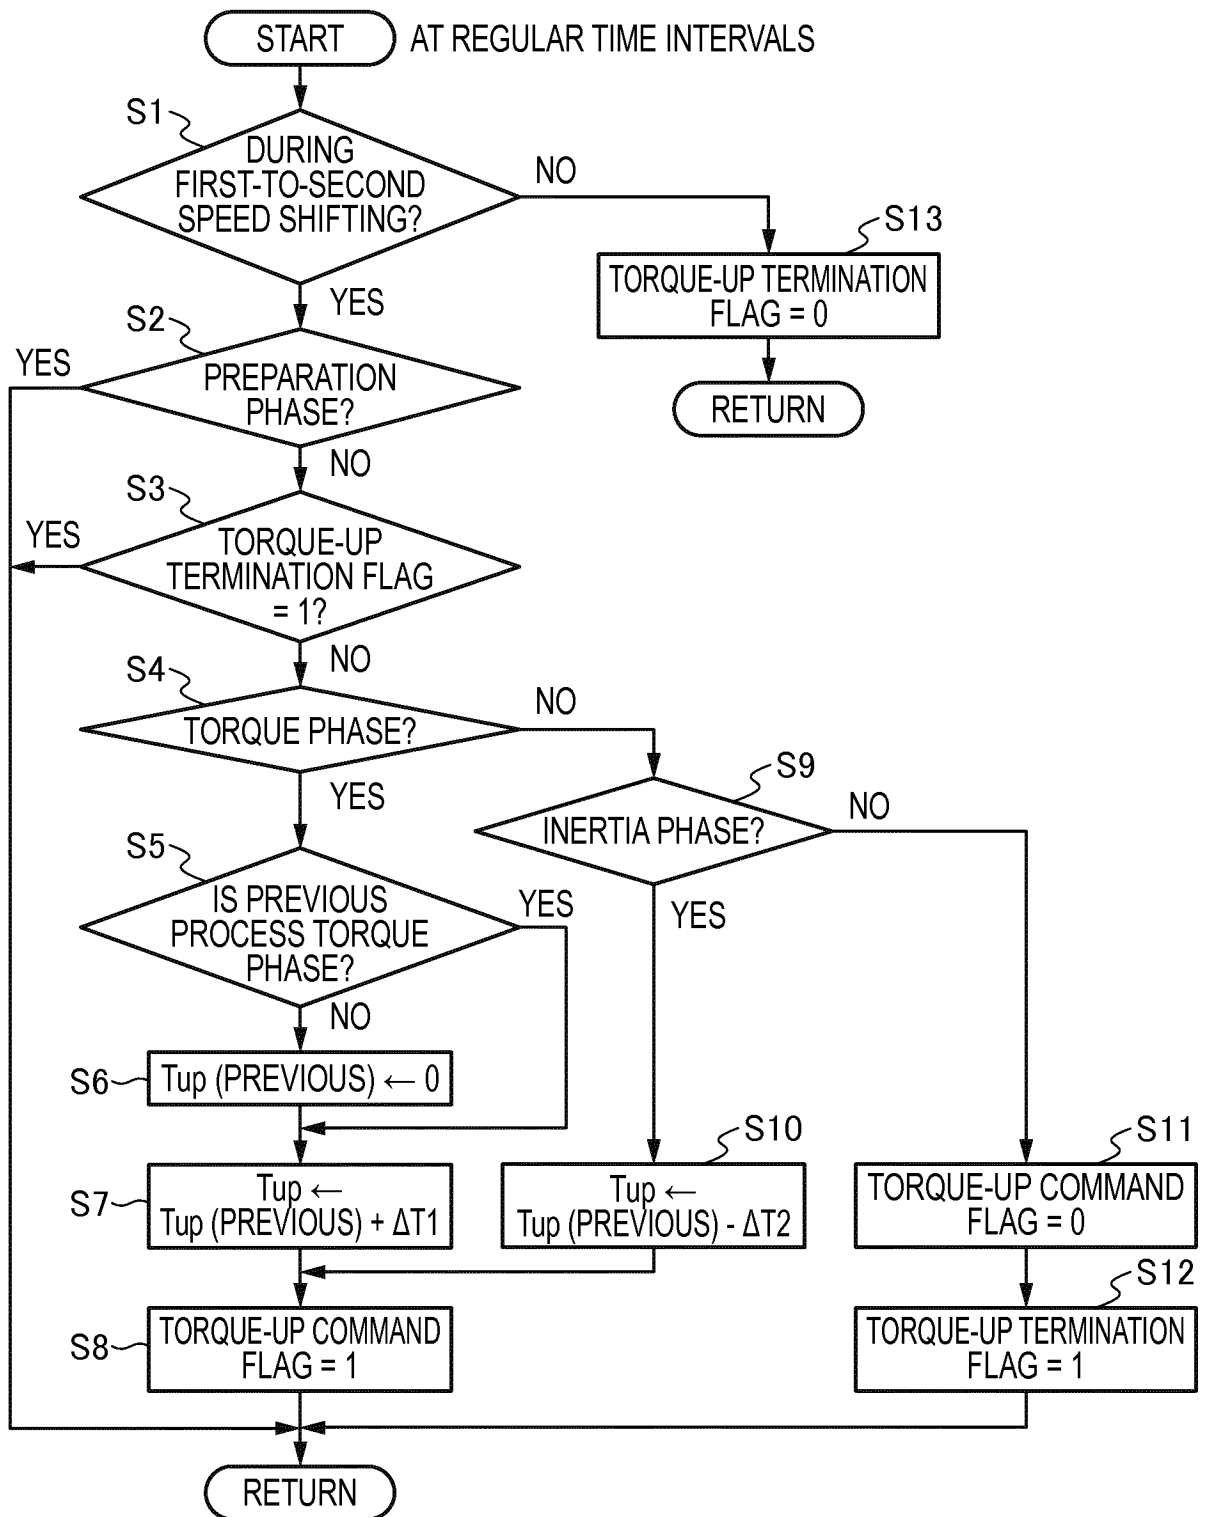 START
AT REGULAR TIME INTERVALS
S1
DURING
FIRST-TO-SECOND
SPEED SHIFTING?
NO
S13
TORQUE-UP TERMINATION
FLAG = 0
RETURN
YES
S2
YES
PREPARATION
PHASE?
NO
S3
YES
TORQUE-UP
TERMINATION FLAG
= 1?
NO
S4
NO
TORQUE PHASE?
YES
S9
NO
INERTIA PHASE?
YES
S5
YES
IS PREVIOUS
PROCESS TORQUE
PHASE?
NO
S6
Tup (PREVIOUS) ← 0
S7
Tup ←
Tup (PREVIOUS) + ΔT1
S10
Tup ←
Tup (PREVIOUS) - ΔT2
S11
TORQUE-UP COMMAND
FLAG = 0
S8
TORQUE-UP COMMAND
FLAG = 1
S12
TORQUE-UP TERMINATION
FLAG = 1
RETURN